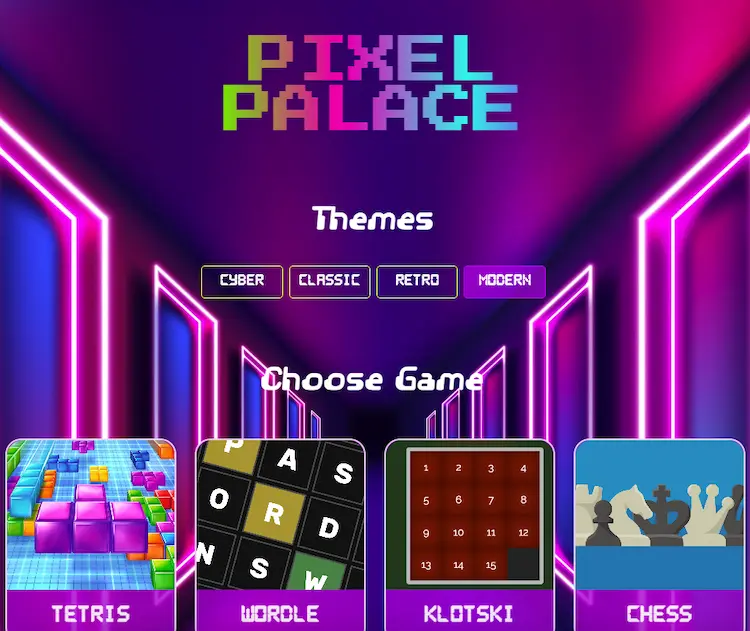 PIXEL
PALACE
Themes
CYBER CLASSIC RETRO MODERN
Choose Game
P A S
O R D
N S W
1 2 3 4
5 6 7 8
9 10 11 12
13 14 15
TETRIS WORDLE KLOTSKI CHESS